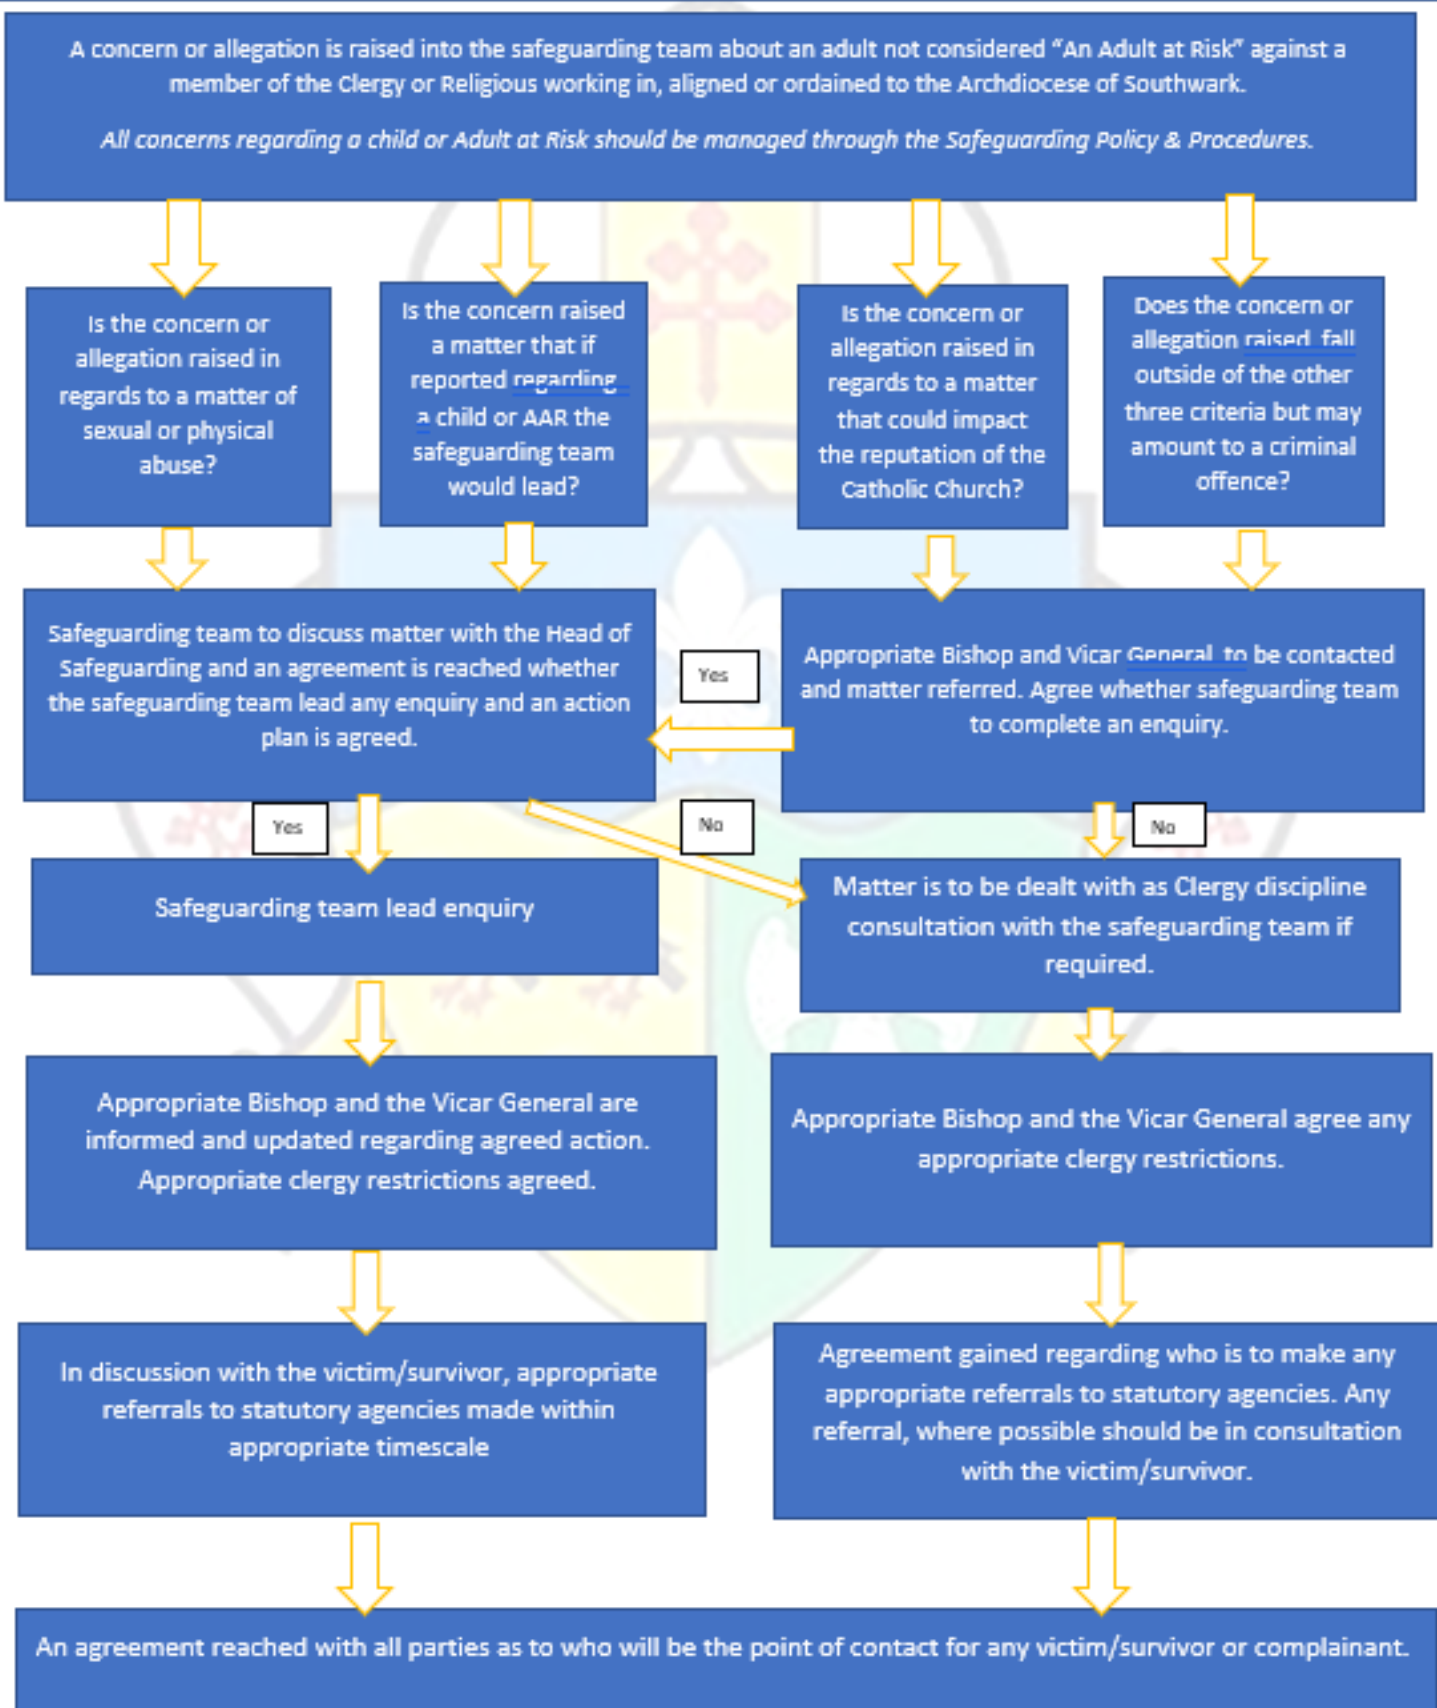 A concern or allegation is raised into the safeguarding team about an adult not considered “An Adult at Risk” against a
member of the Clergy or Religious working in, aligned or ordained to the Archdiocese of Southwark.
All concerns regarding a child or Adult at Risk should be managed through the Safeguarding Policy & Procedures.
Is the concern or
allegation raised in
regards to a matter of
sexual or physical
abuse?
Is the concern raised
a matter that if
reported regarding
a child or AAR the
safeguarding team
would lead?
Is the concern or
allegation raised in
regards to a matter
that could impact
the reputation of the
Catholic Church?
Does the concern or
allegation raised fall
outside of the other
three criteria but may
amount to a criminal
offence?
Safeguarding team to discuss matter with the Head of
Safeguarding and an agreement is reached whether
the safeguarding team lead any enquiry and an action
plan is agreed.
Yes
Appropriate Bishop and Vicar General to be contacted
and matter referred. Agree whether safeguarding team
to complete an enquiry.
Yes
No
No
Safeguarding team lead enquiry
Matter is to be dealt with as Clergy discipline
consultation with the safeguarding team if
required.
Appropriate Bishop and the Vicar General are
informed and updated regarding agreed action.
Appropriate clergy restrictions agreed.
Appropriate Bishop and the Vicar General agree any
appropriate clergy restrictions.
In discussion with the victim/survivor, appropriate
referrals to statutory agencies made within
appropriate timescale
Agreement gained regarding who is to make any
appropriate referrals to statutory agencies. Any
referral, where possible should be in consultation
with the victim/survivor.
An agreement reached with all parties as to who will be the point of contact for any victim/survivor or complainant.